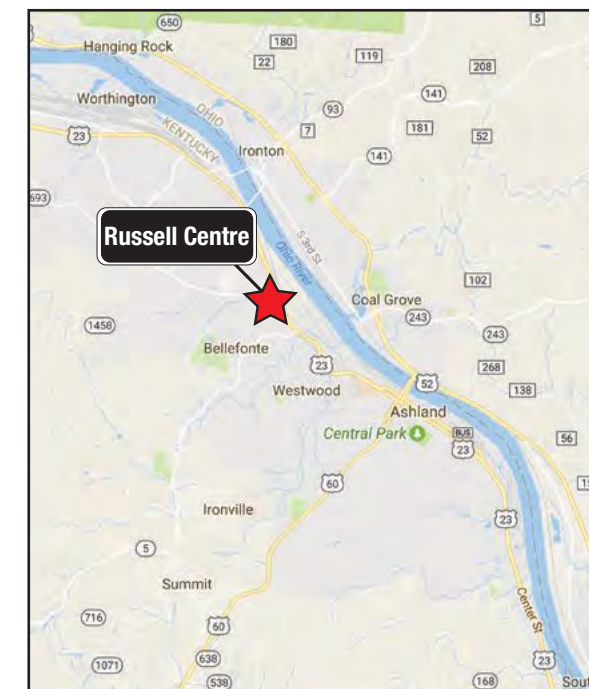 650
5
Hanging Rock
180
22
119
208
Worthington
OHIO
KENTUCKY
93
141
7
181
52
23
Ironton
141
693
S 3rd St
Russell Centre
Ohio River
102
Coal Grove
243
1458
243
Bellefonte
23
268
Westwood
52
138
Ashland
Central Park
BUS
23
56
60
Ironville
23
5
Summit
Center St
716
60
638
23
1071
538
168